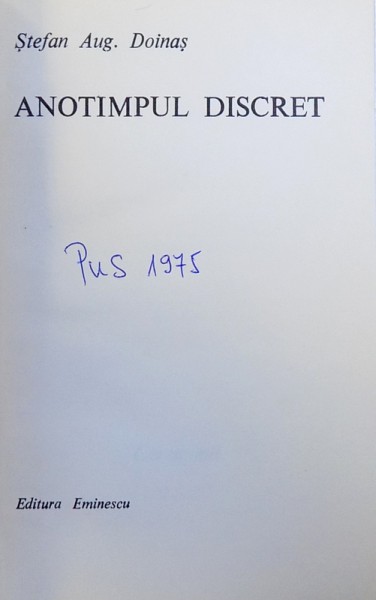 Ștefan Aug. Doinaș
ANOTIMPUL DISCRET
PuS 1975
Editura Eminescu